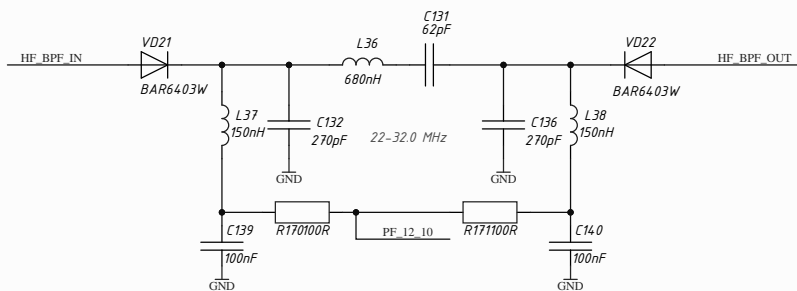 C131
62pF
HF_BPF_IN
VD21
BAR6403W
L36
680nH
VD22
BAR6403W
HF_BPF_OUT
L37
150nH
C132
270pF
22-32.0 MHz
C136
270pF
L38
150nH
GND
GND
C139
100nF
R170100R
PF_12_10
R171100R
C140
100nF
GND
GND